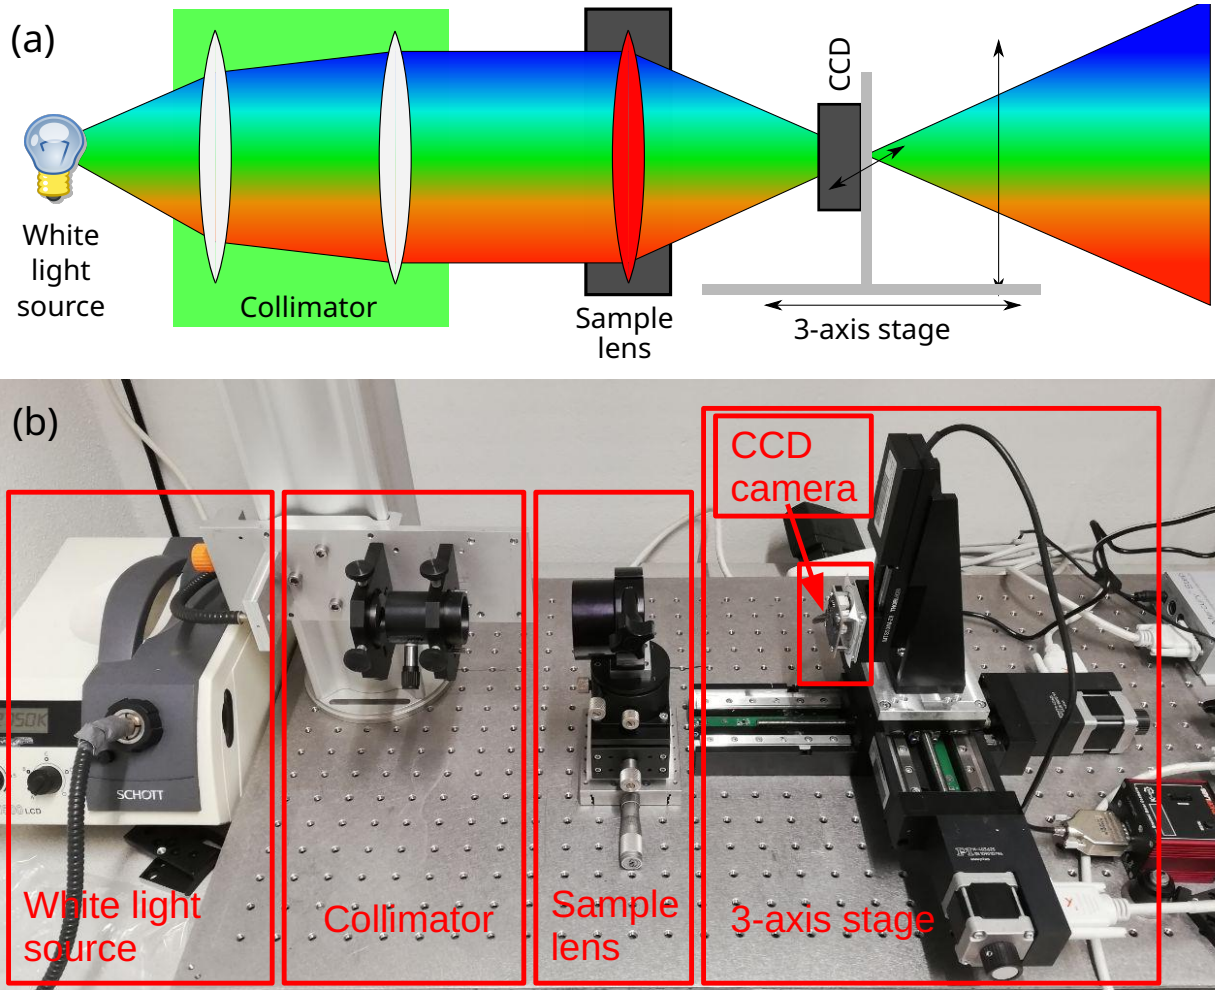 (a)
CCD
White
light
source
Collimator
Sample
lens
3-axis stage
(b)
CCD
camera
SCHOTT
LCD
White light
source
Collimator
Sample
lens
3-axis stage